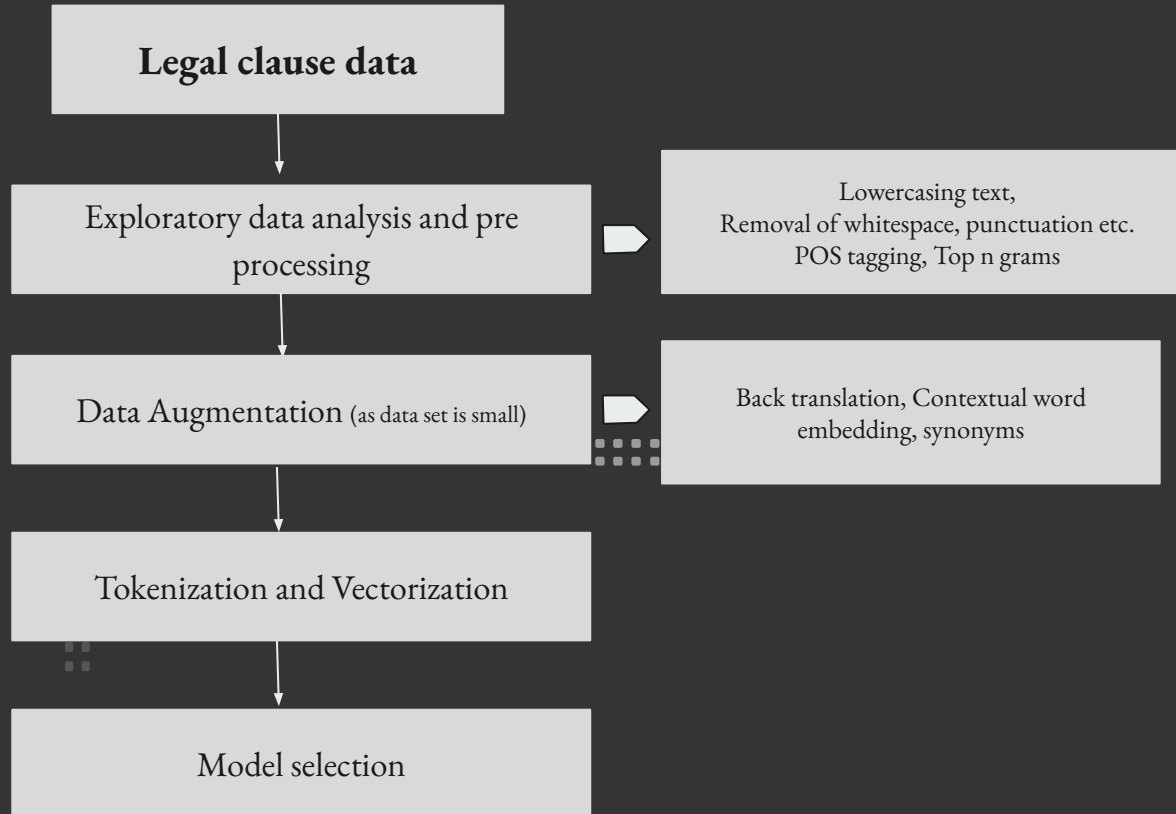 Legal clause data
Exploratory data analysis and pre
processing
Lowercasing text,
Removal of whitespace, punctuation etc.
POS tagging, Top n grams
Data Augmentation (as data set is small)
Back translation, Contextual word
embedding, synonyms
Tokenization and Vectorization
Model selection